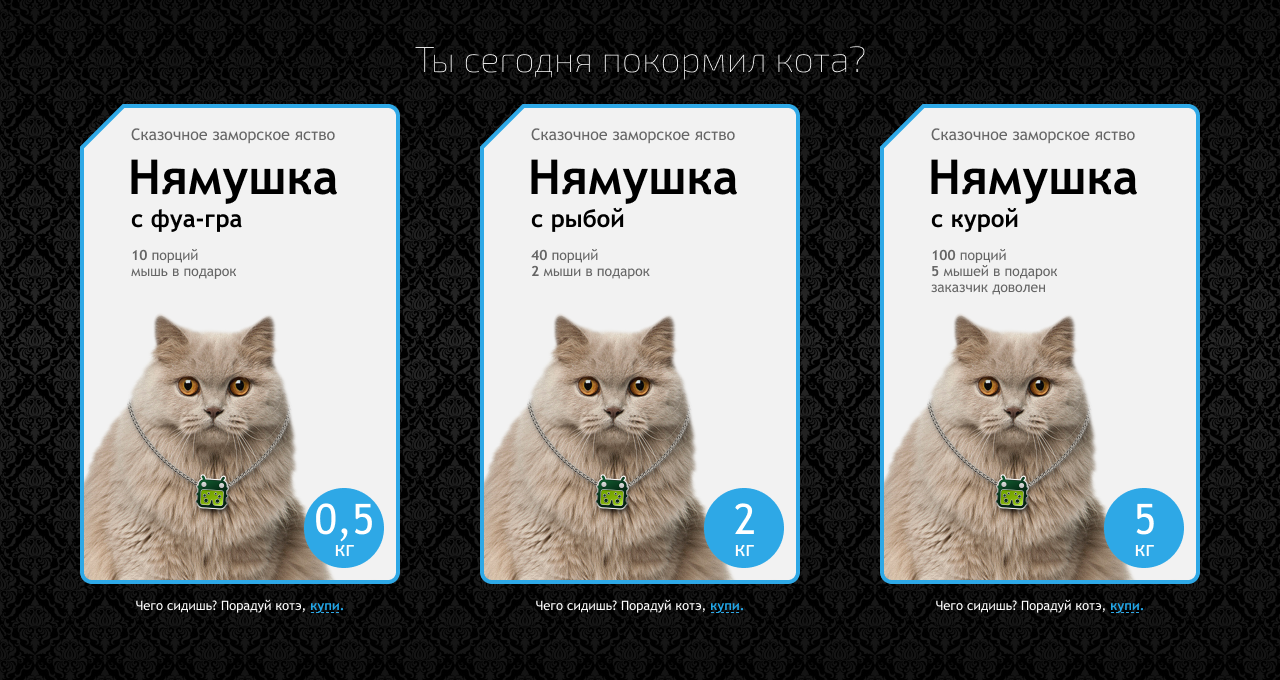 Ты сегодня покормил кота?
Сказочное заморское яство
Нямушка
с фуа-гра
10 порций
мышь в подарок
0,5
кг
Чего сидишь? Порадуй котэ, купи.
Сказочное заморское яство
Нямушка
с рыбой
40 порций
2 мыши в подарок
2
кг
Чего сидишь? Порадуй котэ, купи.
Сказочное заморское яство
Нямушка
с курой
100 порций
5 мышей в подарок
заказчик доволен
5
кг
Чего сидишь? Порадуй котэ, купи.